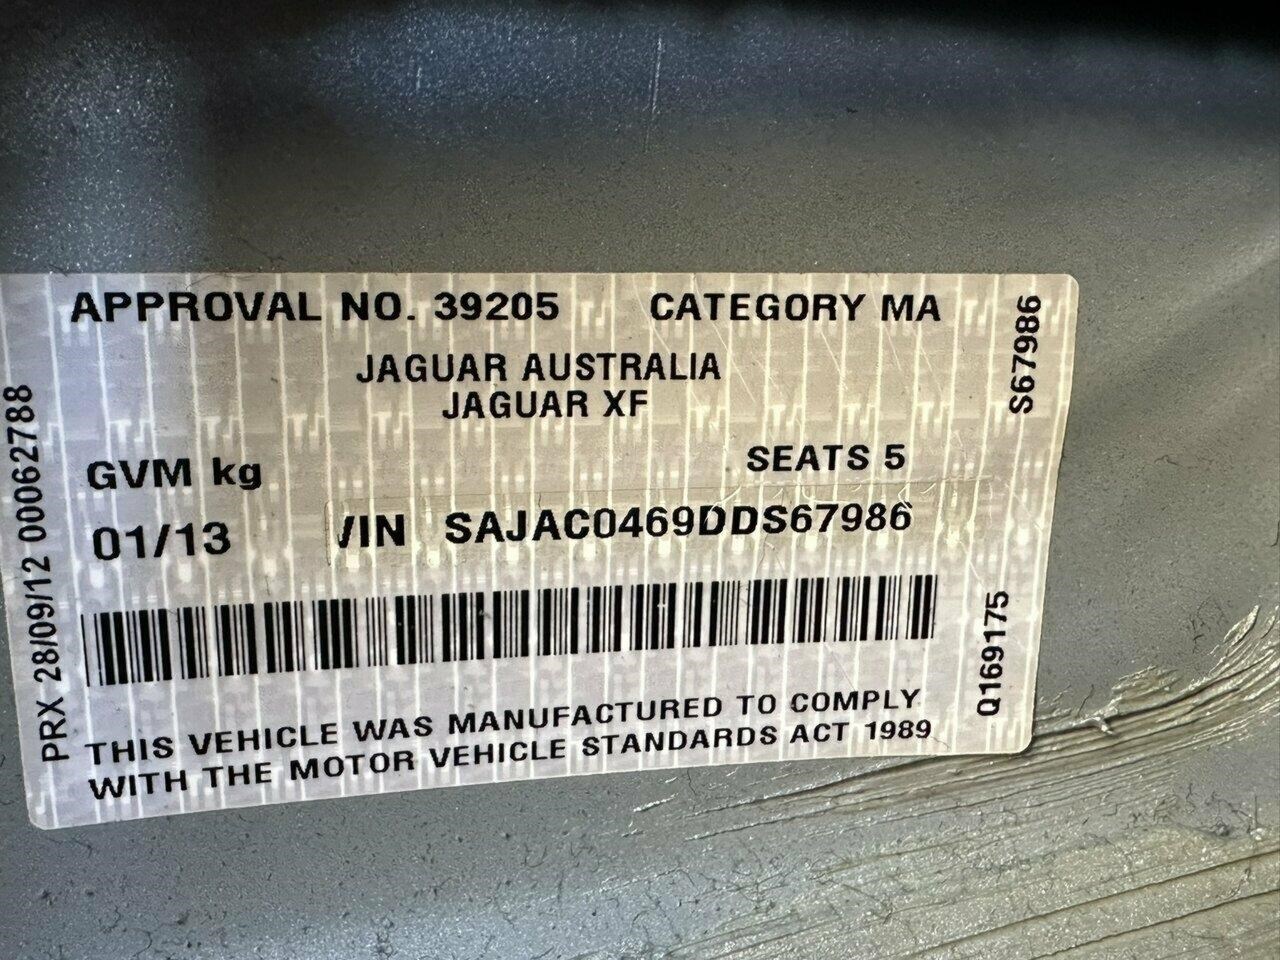 APPROVAL NO. 39205 CATEGORY MA
JAGUAR AUSTRALIA
JAGUAR XF
GVM kg SEATS 5
01/13 VIN SAJAC0469DDS67986
THIS VEHICLE WAS MANUFACTURED TO COMPLY
WITH THE MOTOR VEHICLE STANDARDS ACT 1989
PRX 28/09/12 00062788
S67986
Q169175